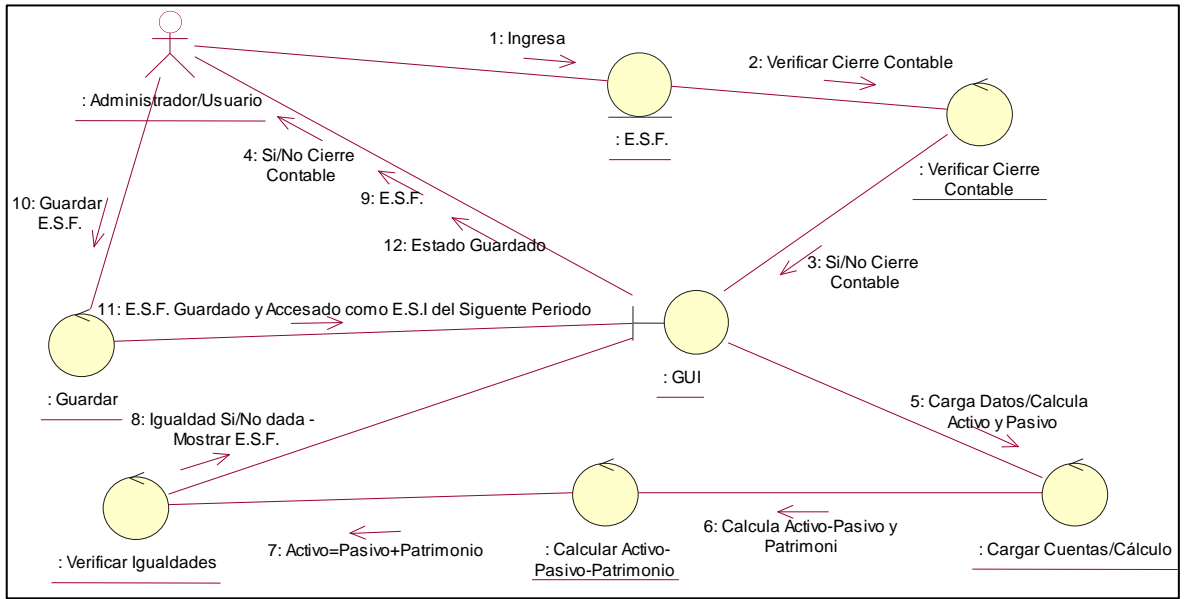 1: Ingresa
2: Verificar Cierre Contable
: Administrador/Usuario
: E.S.F.
4: Si/No Cierre
Contable
: Verificar Cierre
Contable
9: E.S.F.
10: Guardar
E.S.F.
12: Estado Guardado
3: Si/No Cierre
Contable
11: E.S.F. Guardado y Accesado como E.S.I del Siguente Periodo
: GUI
: Guardar
8: Igualdad Si/No dada -
Mostrar E.S.F.
5: Carga Datos/Calcula
Activo y Pasivo
6: Calcula Activo-Pasivo y
Patrimoni
7: Activo=Pasivo+Patrimonio
: Verificar Igualdades
: Calcular Activo-
Pasivo-Patrimonio
: Cargar Cuentas/Cálculo